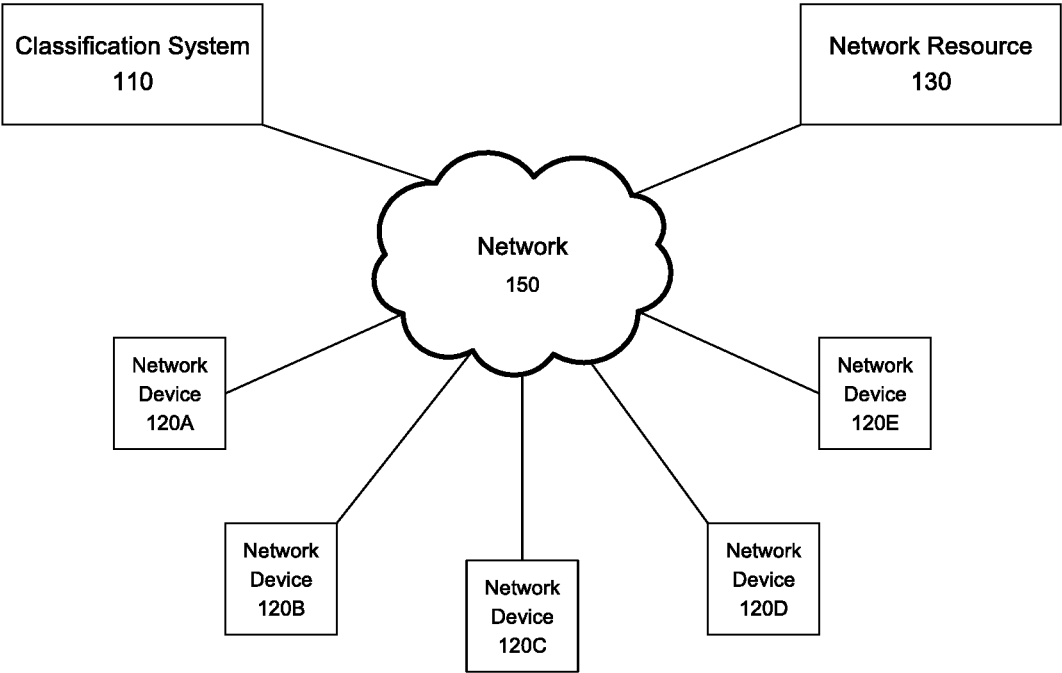 Classification System
110
Network Resource
130
Network
150
Network
Device
120A
Network
Device
120E
Network
Device
120B
Network
Device
120C
Network
Device
120D